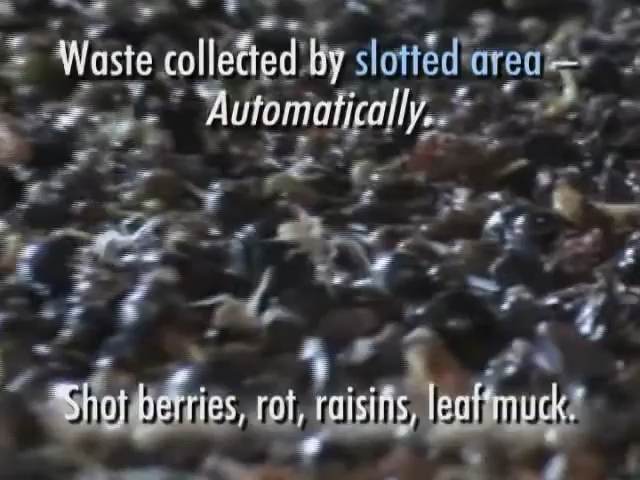 Waste collected by slotted area –
Automatically.
Shot berries, rot, raisins, leaf muck.